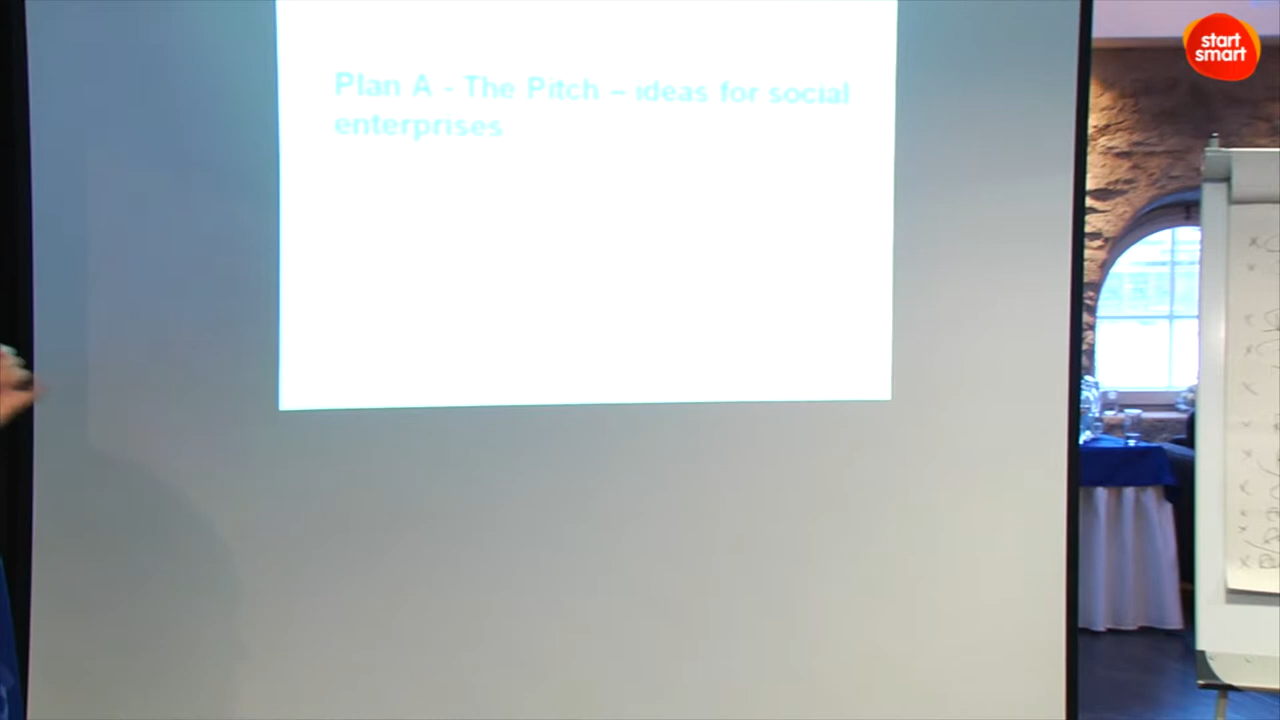 Plan A - The Pitch – ideas for social
enterprises
start
smart